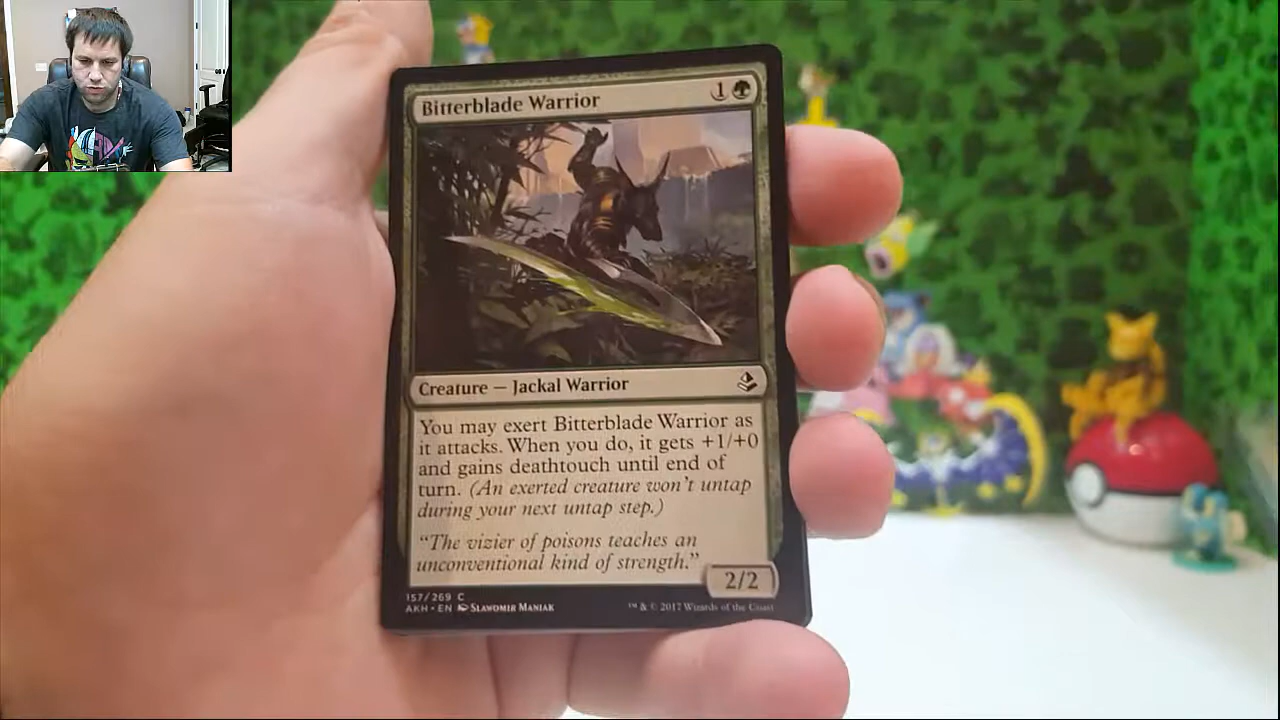 Bitterblade Warrior
1
Creature — Jackal Warrior
You may exert Bitterblade Warrior as
it attacks. When you do, it gets +1/+0
and gains deathtouch until end of
turn. (An exerted creature won't untap
during your next untap step.)
"The vizier of poisons teaches an
unconventional kind of strength."
2/2
157/269 C
AKH • EN Slawomir Maniak
™ & © 2017 Wizards of the Coast